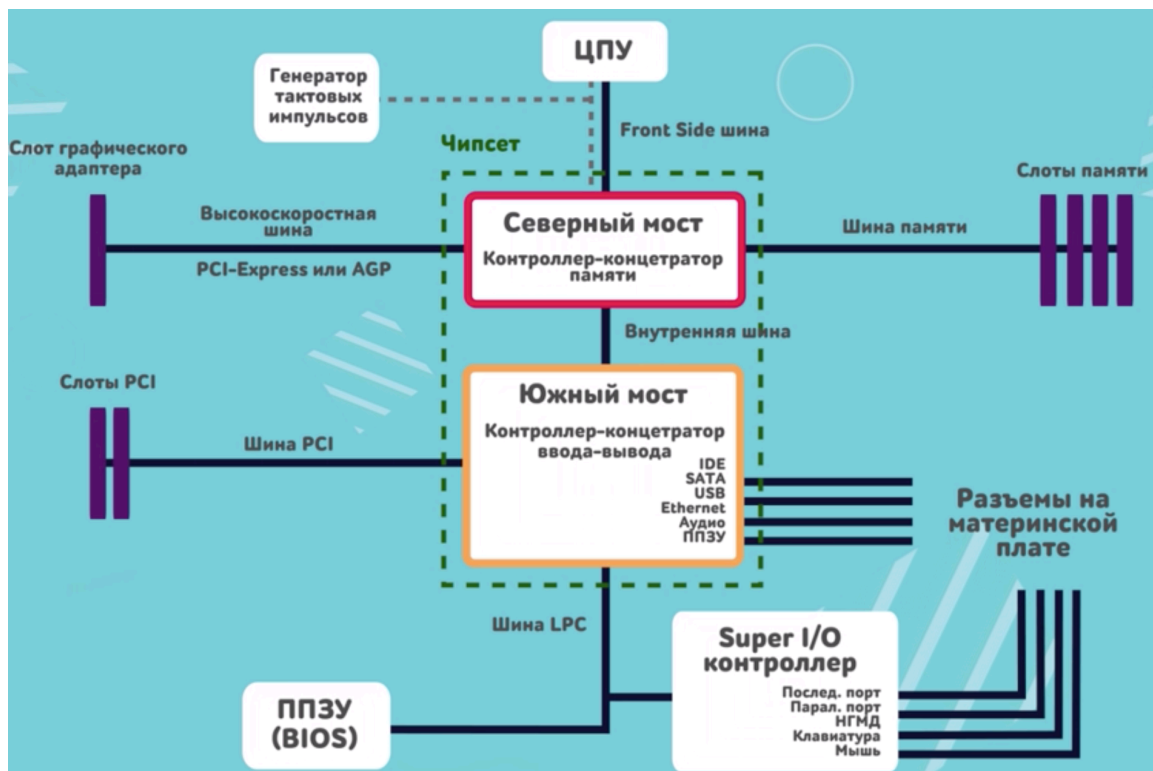 ЦПУ
Генератор
тактовых
импульсов
Front Side шина
Чипсет
Слот графического
адаптера
Слоты памяти
Высокоскоростная
шина
PCI-Express или AGP
Северный мост
Контроллер-концетратор
памяти
Шина памяти
Внутренняя шина
Слоты PCI
Шина PCI
Южный мост
Контроллер-концетратор
ввода-вывода
IDE
SATA
USB
Ethernet
Аудио
ППЗУ
Разъемы на
материнской
плате
Шина LPC
Super I/O
контроллер
Послед. порт
Парал. порт
НГМД
Клавиатура
Мышь
ППЗУ
(BIOS)